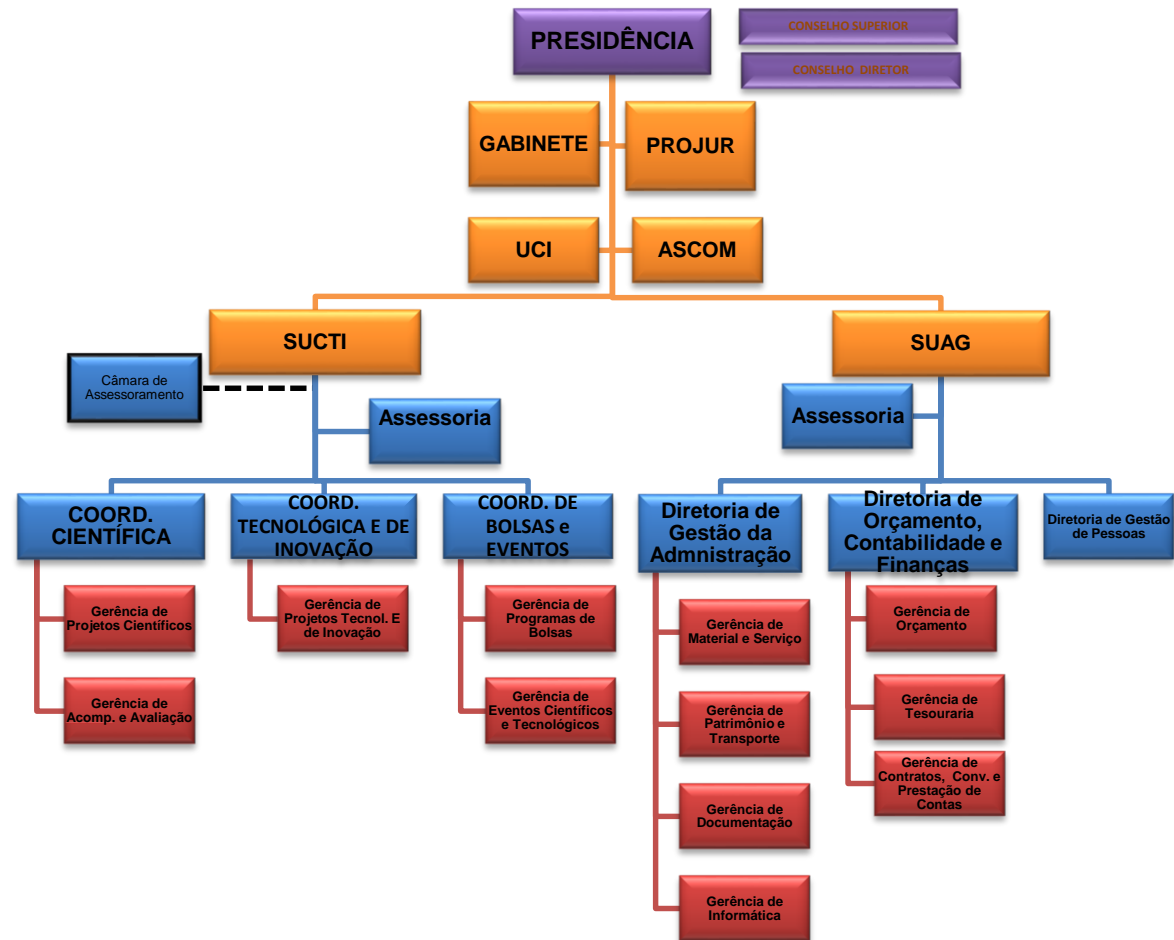 PRESIDÊNCIA
CONSELHO SUPERIOR
CONSELHO DIRETOR
GABINETE
PROJUR
UCI
ASCOM
SUCTI
SUAG
Câmara de
Assessoramento
Assessoria
Assessoria
COORD.
CIENTÍFICA
COORD.
TECNOLÓGICA E DE
INOVAÇÃO
COORD. DE
BOLSAS e
EVENTOS
Diretoria de
Gestão da
Admnistração
Diretoria de
Orçamento,
Contabilidade e
Finanças
Diretoria de Gestão
de Pessoas
Gerência de
Projetos Científicos
Gerência de
Acomp. e Avaliação
Gerência de
Projetos Tecnol. E
de Inovação
Gerência de
Programas de
Bolsas
Gerência de
Eventos Científicos
e Tecnológicos
Gerência de
Material e Serviço
Gerência de
Patrimônio e
Transporte
Gerência de
Documentação
Gerência de
Informática
Gerência de
Orçamento
Gerência de
Tesouraria
Gerência de
Contratos, Conv. e
Prestação de
Contas